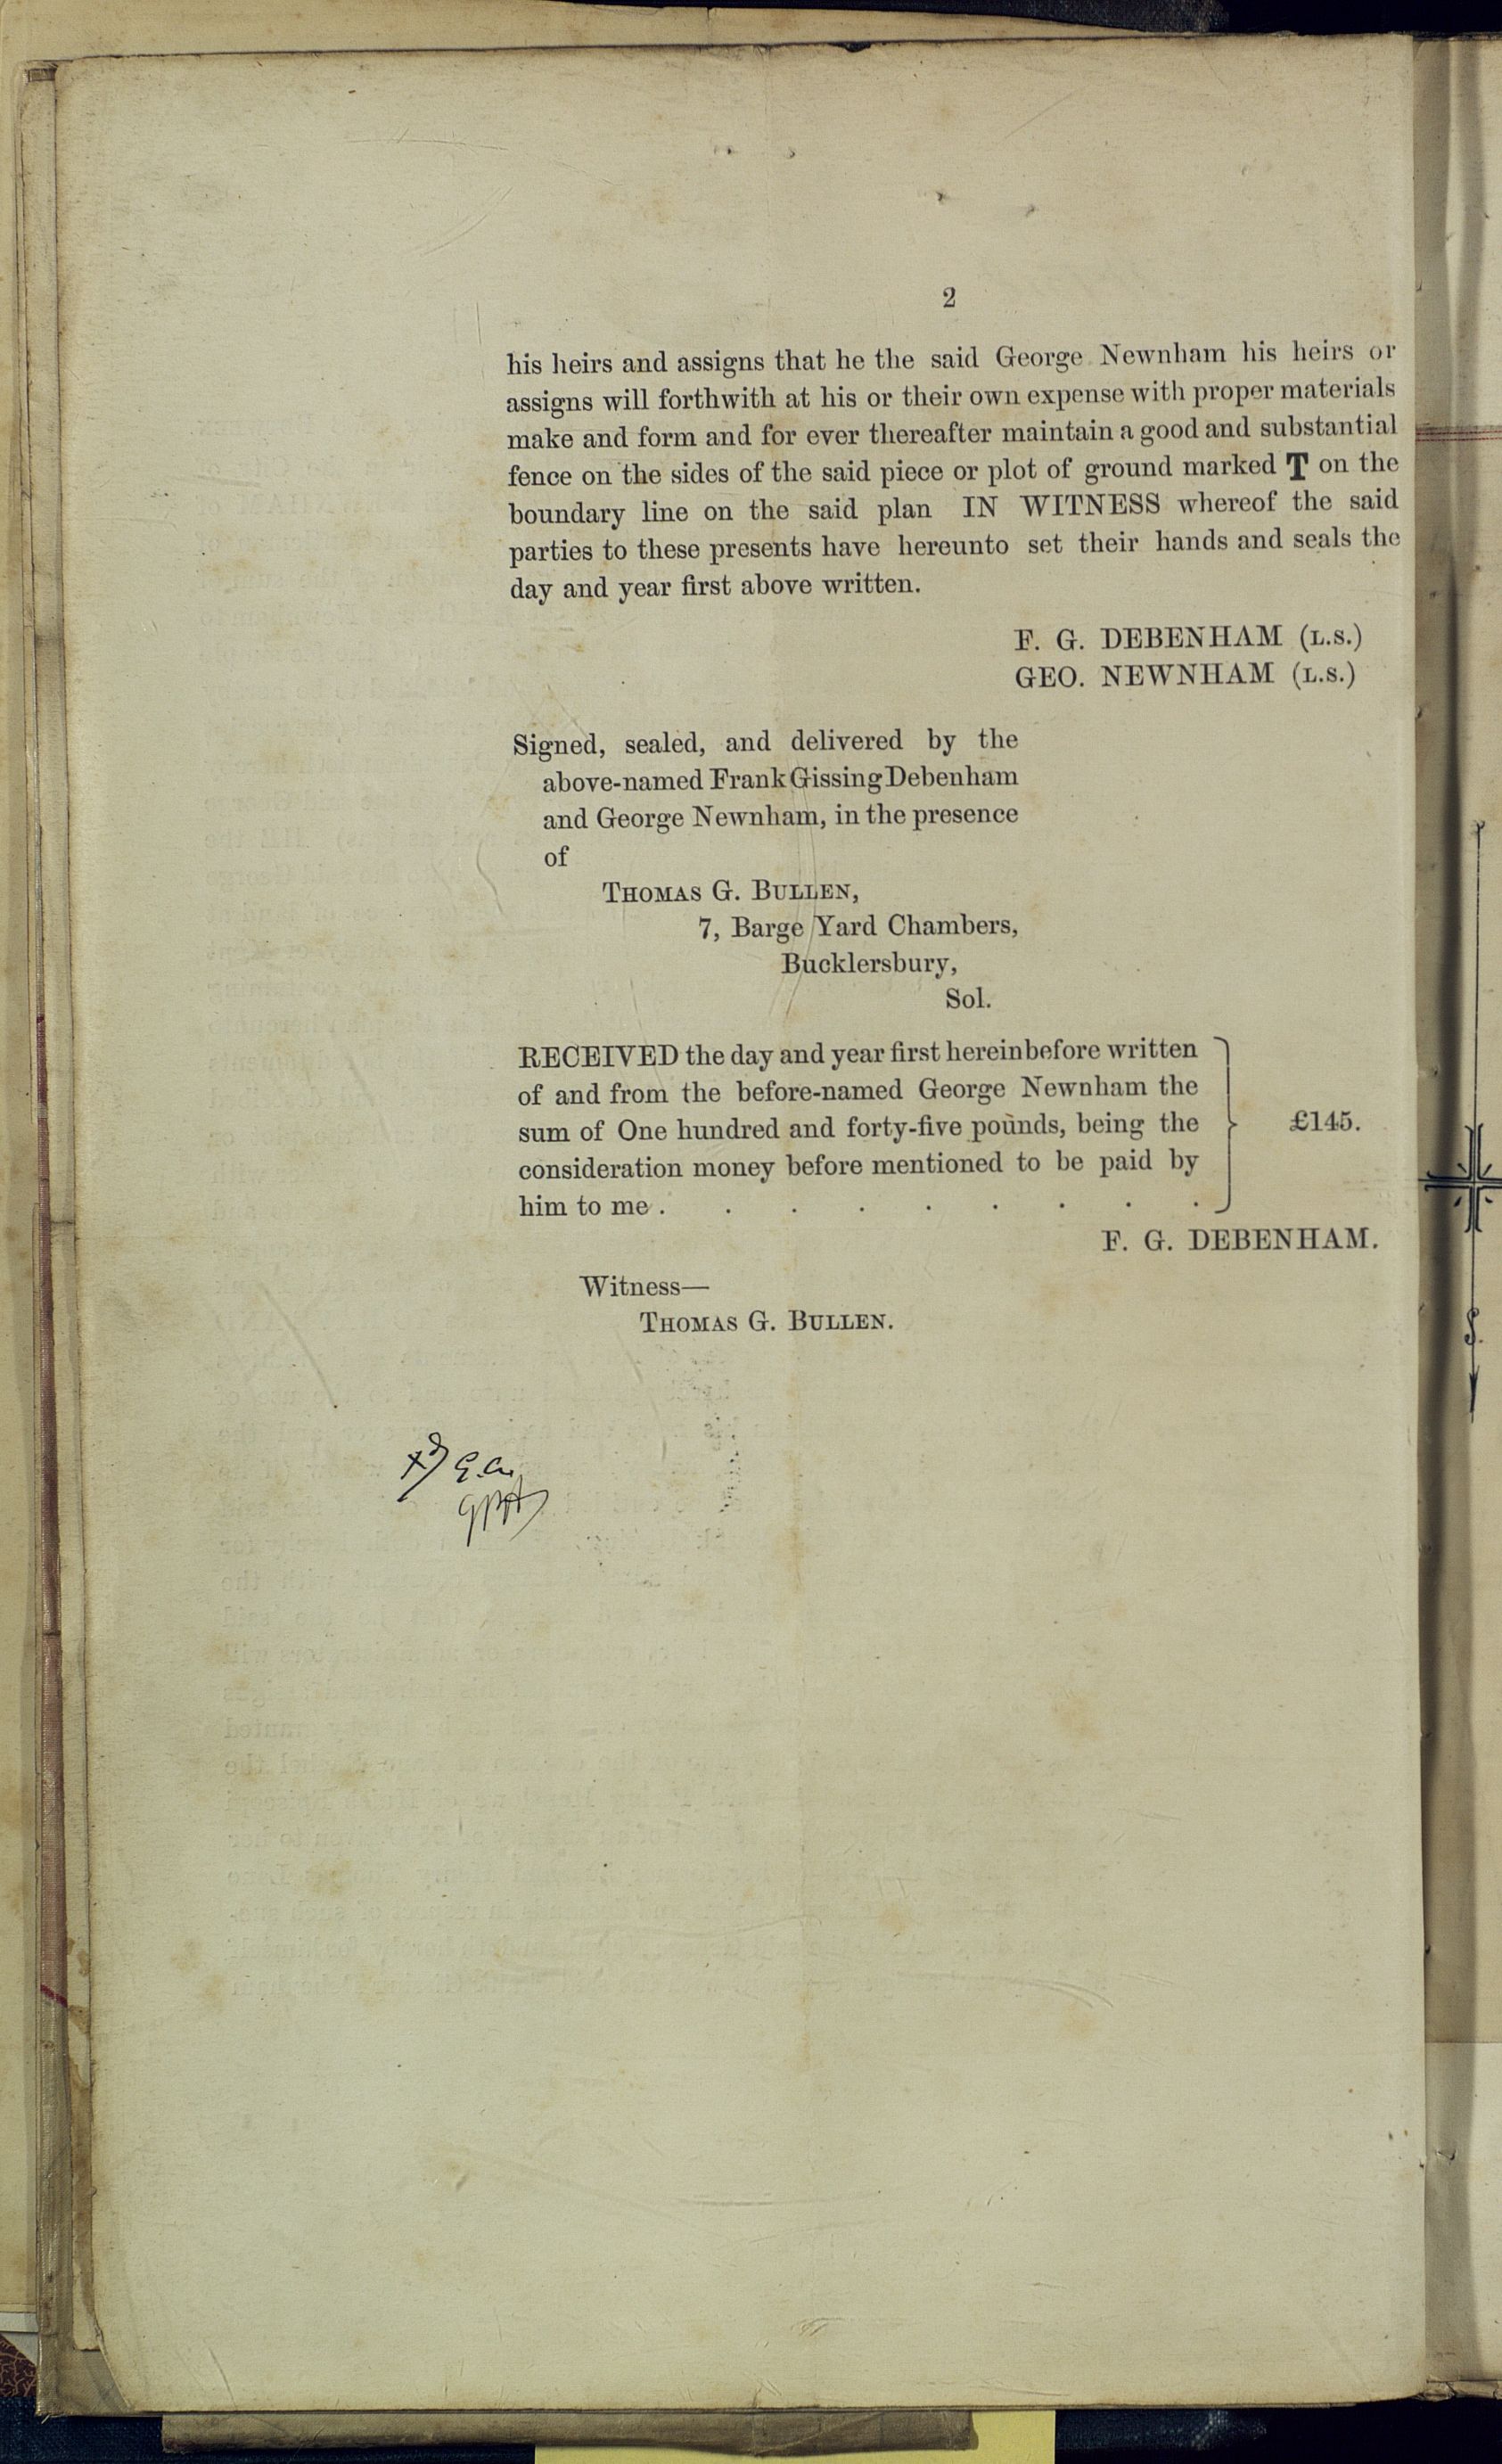 2
his heirs and assigns that he the said George Newnham his heirs or
assigns will forthwith at his or their own expense with proper materials
make and form and for ever thereafter maintain a good and substantial
fence on the sides of the said piece or plot of ground marked T on the
boundary line on the said plan IN WITNESS whereof the said
parties to these presents have hereunto set their hands and seals the
day and year first above written.
F. G. DEBENHAM (L.S.)
GEO. NEWNHAM (L.S.)
Signed, sealed, and delivered by the
above-named Frank Gissing Debenham
and George Newnham, in the presence
of
THOMAS G. BULLEN,
7, Barge Yard Chambers,
Bucklersbury,
Sol.
RECEIVED the day and year first hereinbefore written
of and from the before-named George Newnham the
sum of One hundred and forty-five pounds, being the
consideration money before mentioned to be paid by
him to me . . . . . . . . .
£145.
F. G. DEBENHAM.
Witness—
THOMAS G. BULLEN.
S.